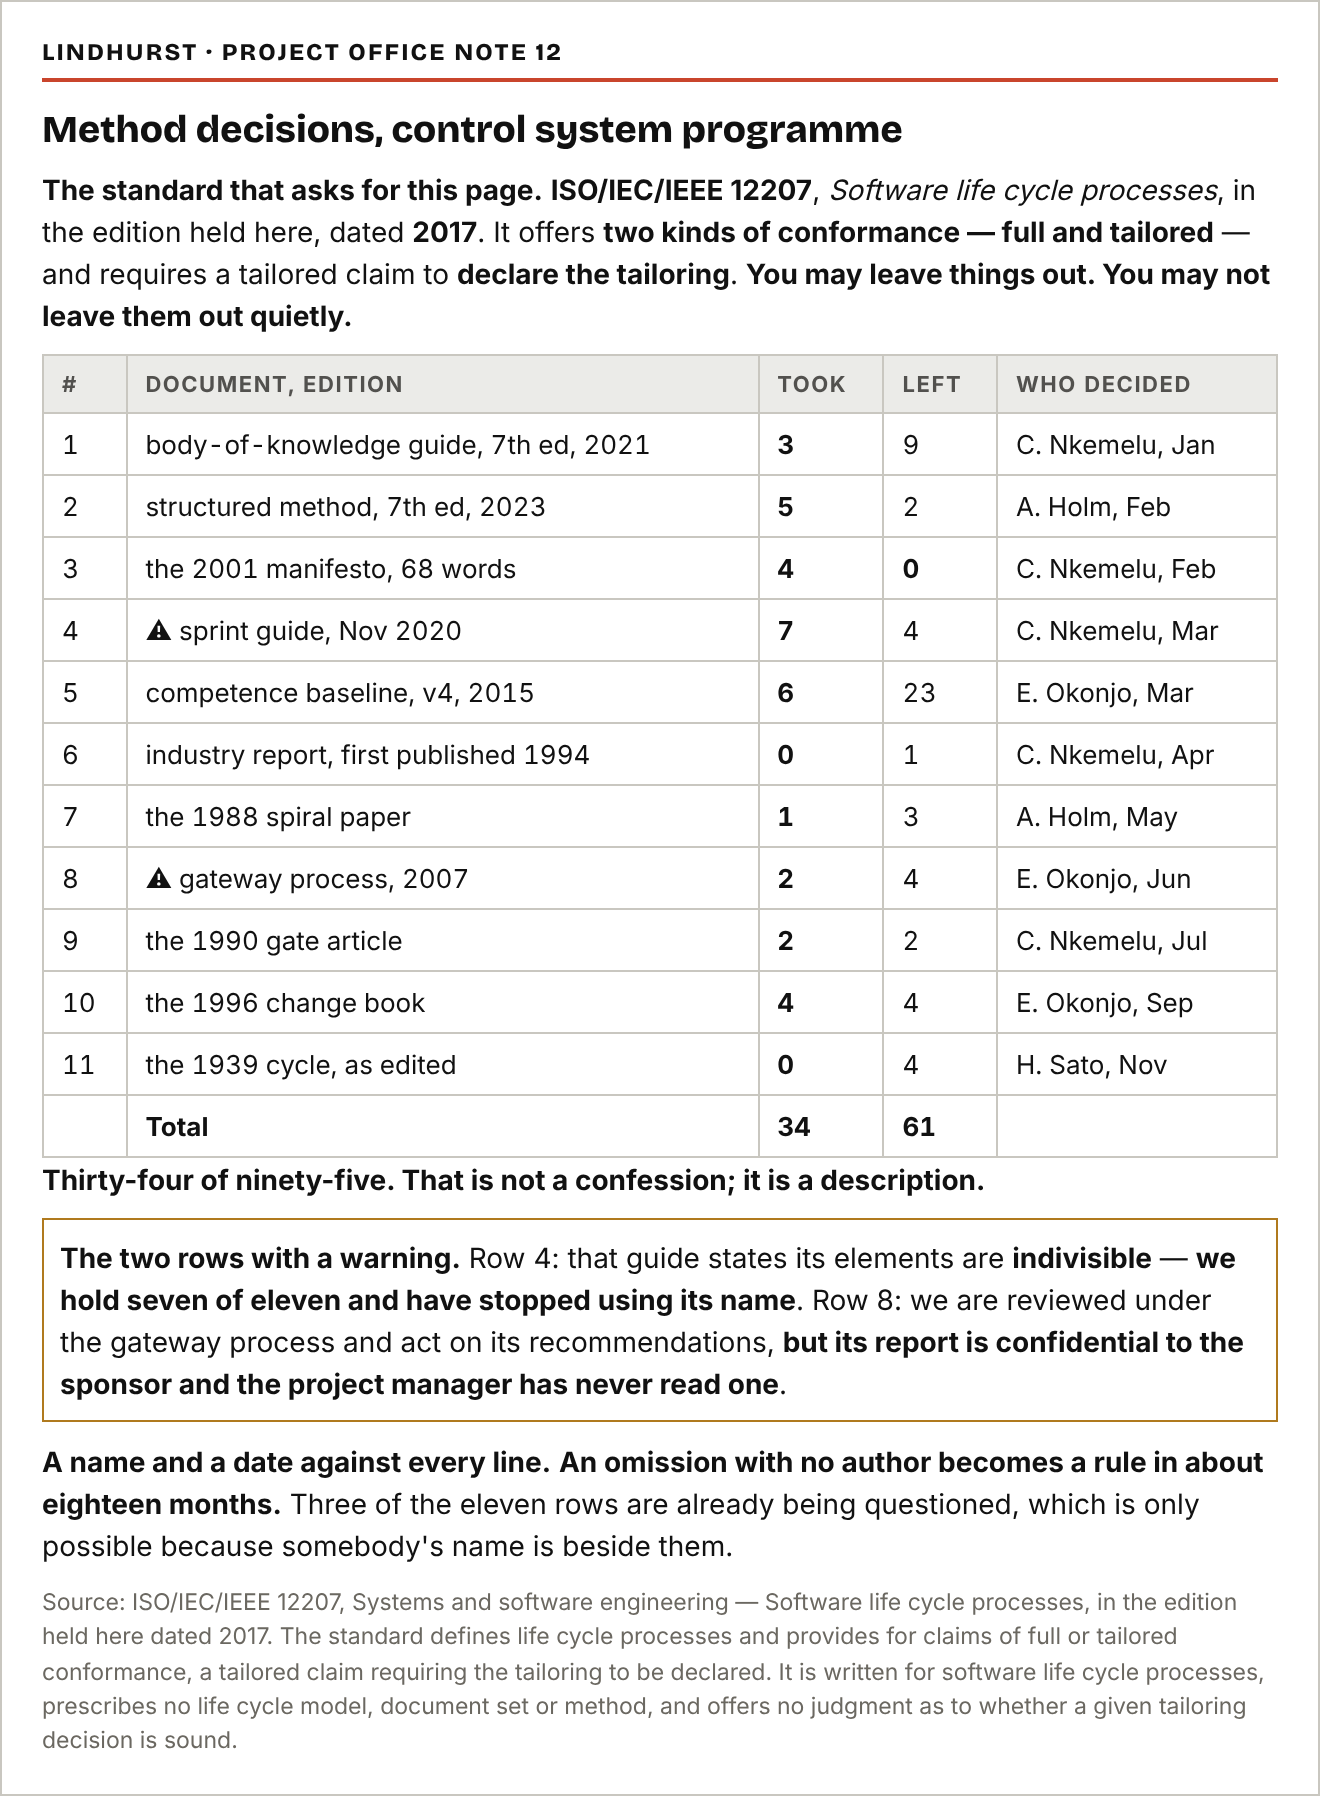 LINDHURST · PROJECT OFFICE NOTE 12
Method decisions, control system programme
The standard that asks for this page. ISO/IEC/IEEE 12207, Software life cycle processes, in
the edition held here, dated 2017. It offers two kinds of conformance — full and tailored —
and requires a tailored claim to declare the tailoring. You may leave things out. You may not
leave them out quietly.
# DOCUMENT, EDITION TOOK LEFT WHO DECIDED
1 body-of-knowledge guide, 7th ed, 2021 3 9 C. Nkemelu, Jan
2 structured method, 7th ed, 2023 5 2 A. Holm, Feb
3 the 2001 manifesto, 68 words 4 0 C. Nkemelu, Feb
4 ⚠ sprint guide, Nov 2020 7 4 C. Nkemelu, Mar
5 competence baseline, v4, 2015 6 23 E. Okonjo, Mar
6 industry report, first published 1994 0 1 C. Nkemelu, Apr
7 the 1988 spiral paper 1 3 A. Holm, May
8 ⚠ gateway process, 2007 2 4 E. Okonjo, Jun
9 the 1990 gate article 2 2 C. Nkemelu, Jul
10 the 1996 change book 4 4 E. Okonjo, Sep
11 the 1939 cycle, as edited 0 4 H. Sato, Nov
Total 34 61
Thirty-four of ninety-five. That is not a confession; it is a description.
The two rows with a warning. Row 4: that guide states its elements are indivisible — we
hold seven of eleven and have stopped using its name. Row 8: we are reviewed under
the gateway process and act on its recommendations, but its report is confidential to the
sponsor and the project manager has never read one.
A name and a date against every line. An omission with no author becomes a rule in about
eighteen months. Three of the eleven rows are already being questioned, which is only
possible because somebody's name is beside them.
Source: ISO/IEC/IEEE 12207, Systems and software engineering — Software life cycle processes, in the edition
held here dated 2017. The standard defines life cycle processes and provides for claims of full or tailored
conformance, a tailored claim requiring the tailoring to be declared. It is written for software life cycle processes,
prescribes no life cycle model, document set or method, and offers no judgment as to whether a given tailoring
decision is sound.